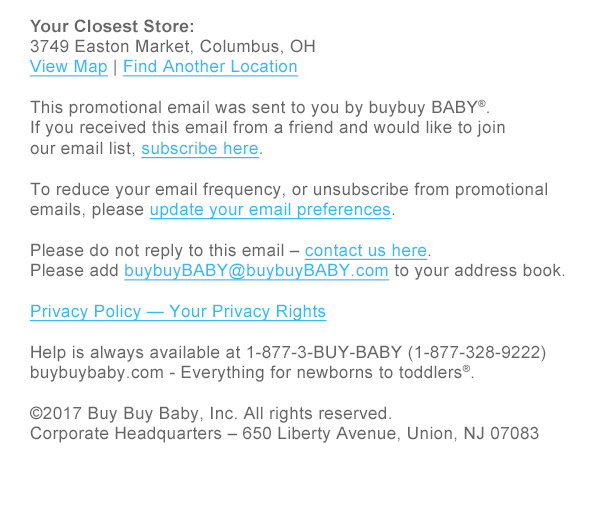 Your Closest Store:
3749 Easton Market, Columbus, OH
View Map | Find Another Location
This promotional email was sent to you by buybuy BABY®.
If you received this email from a friend and would like to join
our email list, subscribe here.
To reduce your email frequency, or unsubscribe from promotional
emails, please update your email preferences.
Please do not reply to this email – contact us here.
Please add buybuyBABY@buybuyBABY.com to your address book.
Privacy Policy — Your Privacy Rights
Help is always available at 1-877-3-BUY-BABY (1-877-328-9222)
buybuybaby.com - Everything for newborns to toddlers®.
©2017 Buy Buy Baby, Inc. All rights reserved.
Corporate Headquarters – 650 Liberty Avenue, Union, NJ 07083